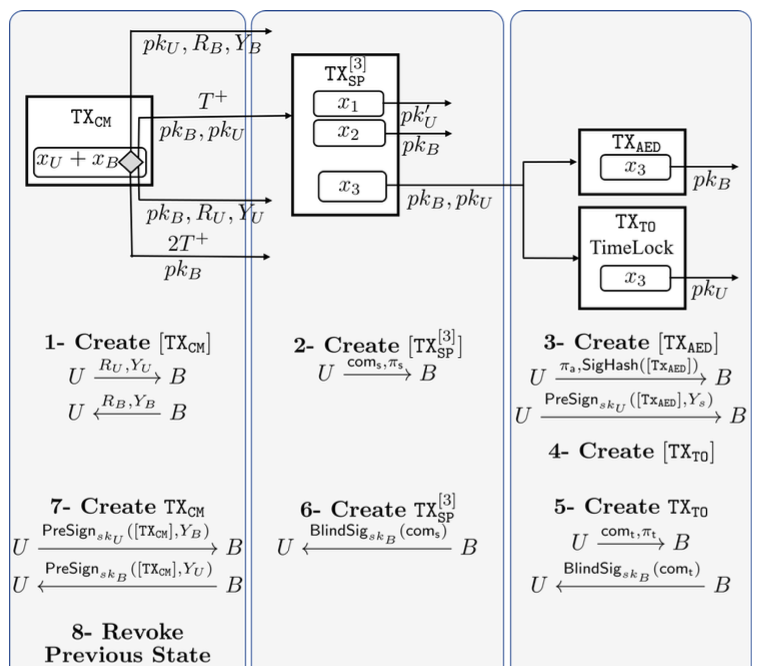 pk_U, R_B, Y_B
TX_CM
x_U + x_B
T^+
pk_B, pk_U
pk_B, R_U, Y_U
2T^+
pk_B
TX_SP^[3]
x_1
x_2
x_3
pk'_U
pk_B
pk_B, pk_U
TX_AED
x_3
pk_B
TX_TO
TimeLock
x_3
pk_U
1- Create [TX_CM]
U R_U,Y_U B
U R_B,Y_B B
2- Create [TX_SP^[3]]
U com_s,π_s B
3- Create [TX_AED]
U π_a,SigHash([Tx_AED]) B
U PreSign_sk_U([Tx_AED],Y_s) B
4- Create [TX_TO]
7- Create TX_CM
U PreSign_sk_U([TX_CM],Y_B) B
U PreSign_sk_B([TX_CM],Y_U) B
6- Create TX_SP^[3]
U BlindSig_sk_B(com_s) B
5- Create TX_TO
U com_t,π_t B
U BlindSig_sk_B(com_t) B
8- Revoke
Previous State